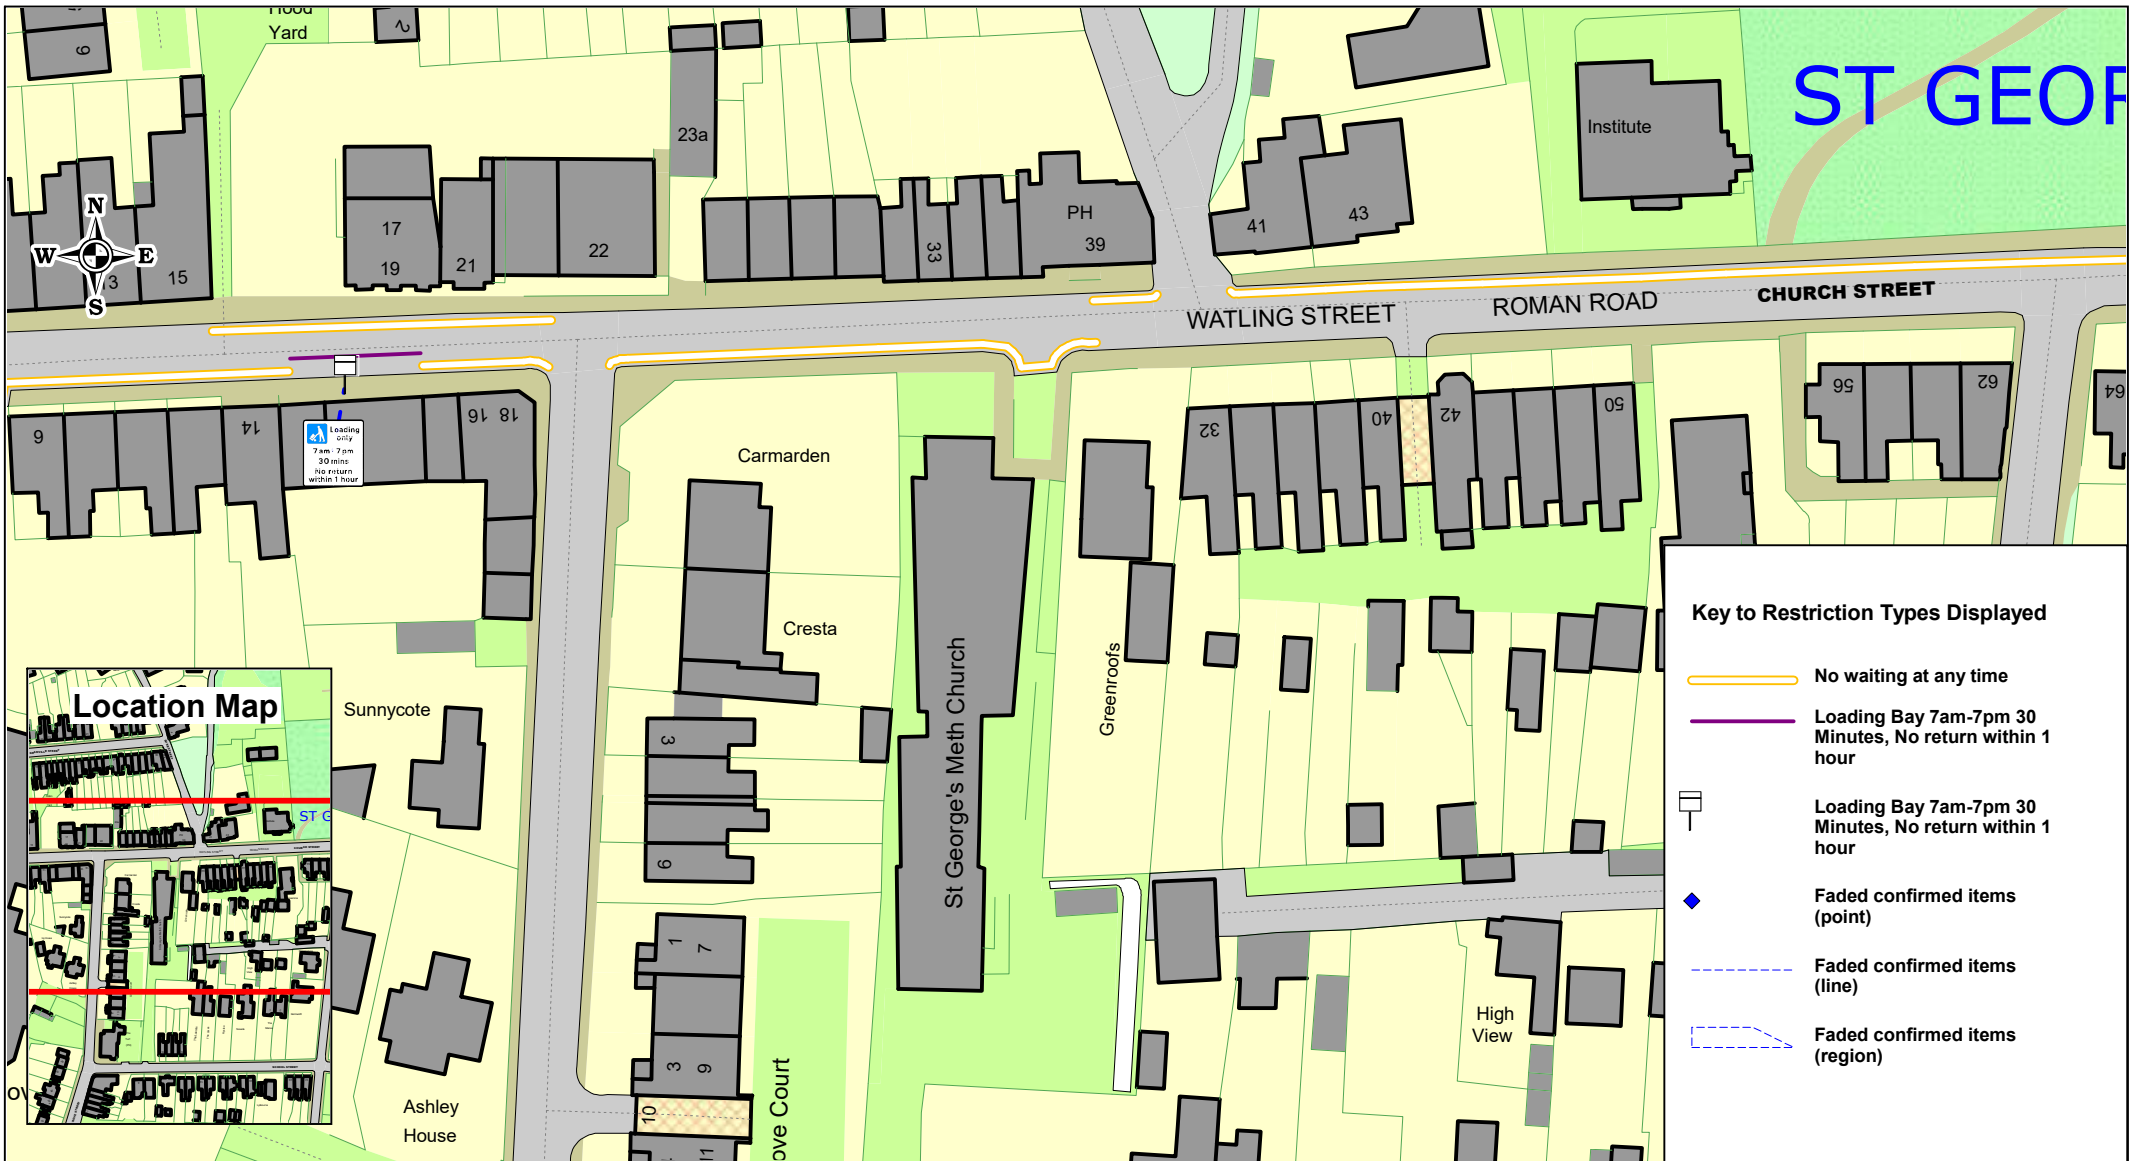 Yard
2
9
23a
Institute
ST GEOR
17
19
21
22
33
PH
39
41
43
N
W E
S
13
15
WATLING STREET
ROMAN ROAD
CHURCH STREET
6
14
16
18
Loading
only
7am-7pm
30 mins
No return
within 1 hour
Carmarden
32
40
42
50
56
62
64
Cresta
Sunnycote
St George's Meth Church
Greenroofs
3
9
1
7
3
9
10
11
ove Court
Ashley
House
High
View
Location Map
ST G
Key to Restriction Types Displayed
No waiting at any time
Loading Bay 7am-7pm 30
Minutes, No return within 1
hour
Loading Bay 7am-7pm 30
Minutes, No return within 1
hour
Faded confirmed items
(point)
Faded confirmed items
(line)
Faded confirmed items
(region)